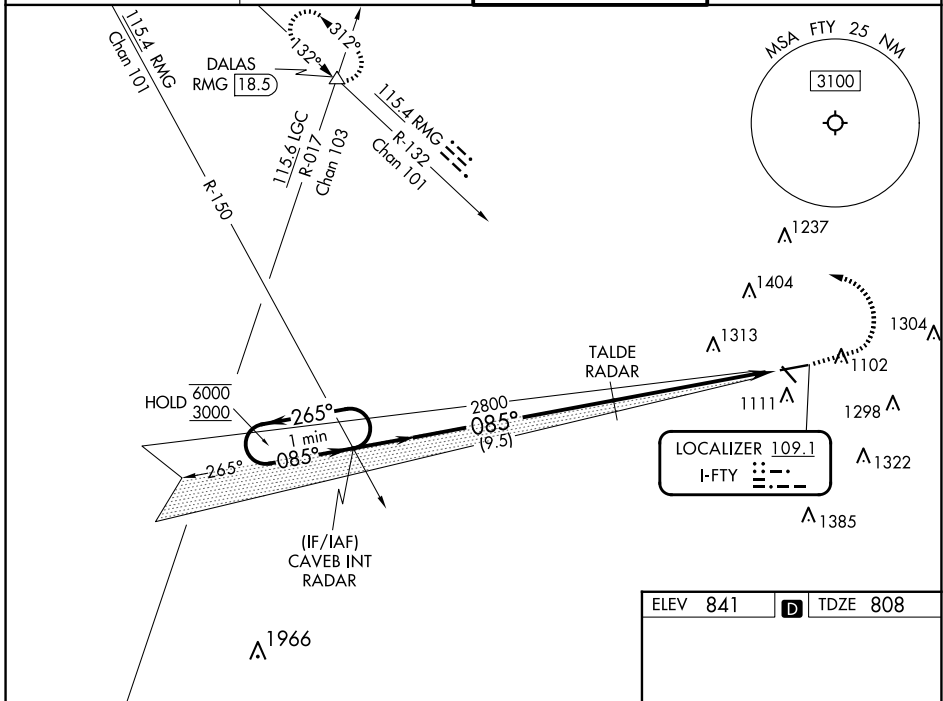 115.4 RMG
Chan 101
R-150
DALAS
RMG 18.5
132°
312°
115.6 LGC
R-017
Chan 103
115.4 RMG
R-132
Chan 101
MSA FTY 25 NM
3100
1237
1404
1313
1304
1102
1111
1298
1322
1385
TALDE
RADAR
HOLD 6000
3000
265°
1 min
085°
265°
2800
085°
(9.5)
LOCALIZER 109.1
I-FTY
(IF/IAF)
CAVEB INT
RADAR
1966
ELEV 841 D TDZE 808